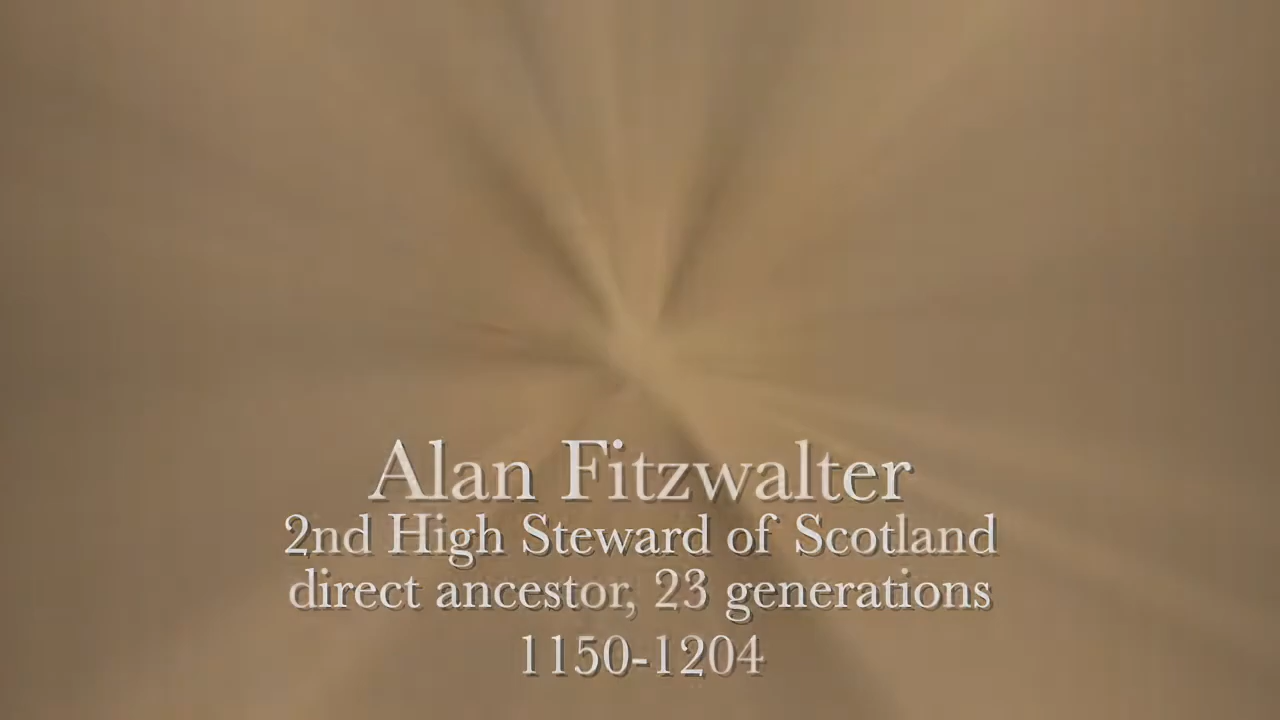 Alan Fitzwalter
2nd High Steward of Scotland
direct ancestor, 23 generations
1150-1204